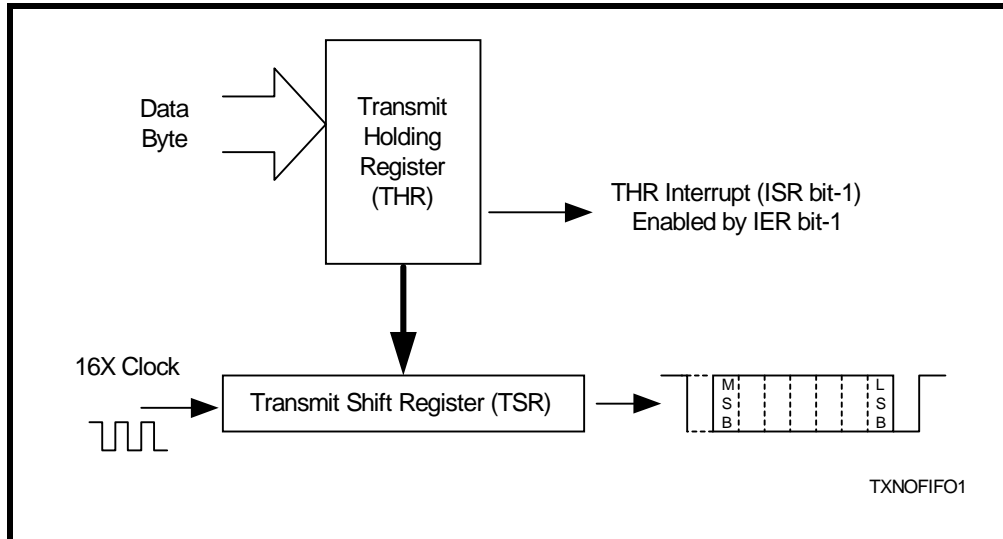 Data
Byte
Transmit
Holding
Register
(THR)
THR Interrupt (ISR bit-1)
Enabled by IER bit-1
16X Clock
Transmit Shift Register (TSR)
M
S
B
L
S
B
TXNOFIFO1